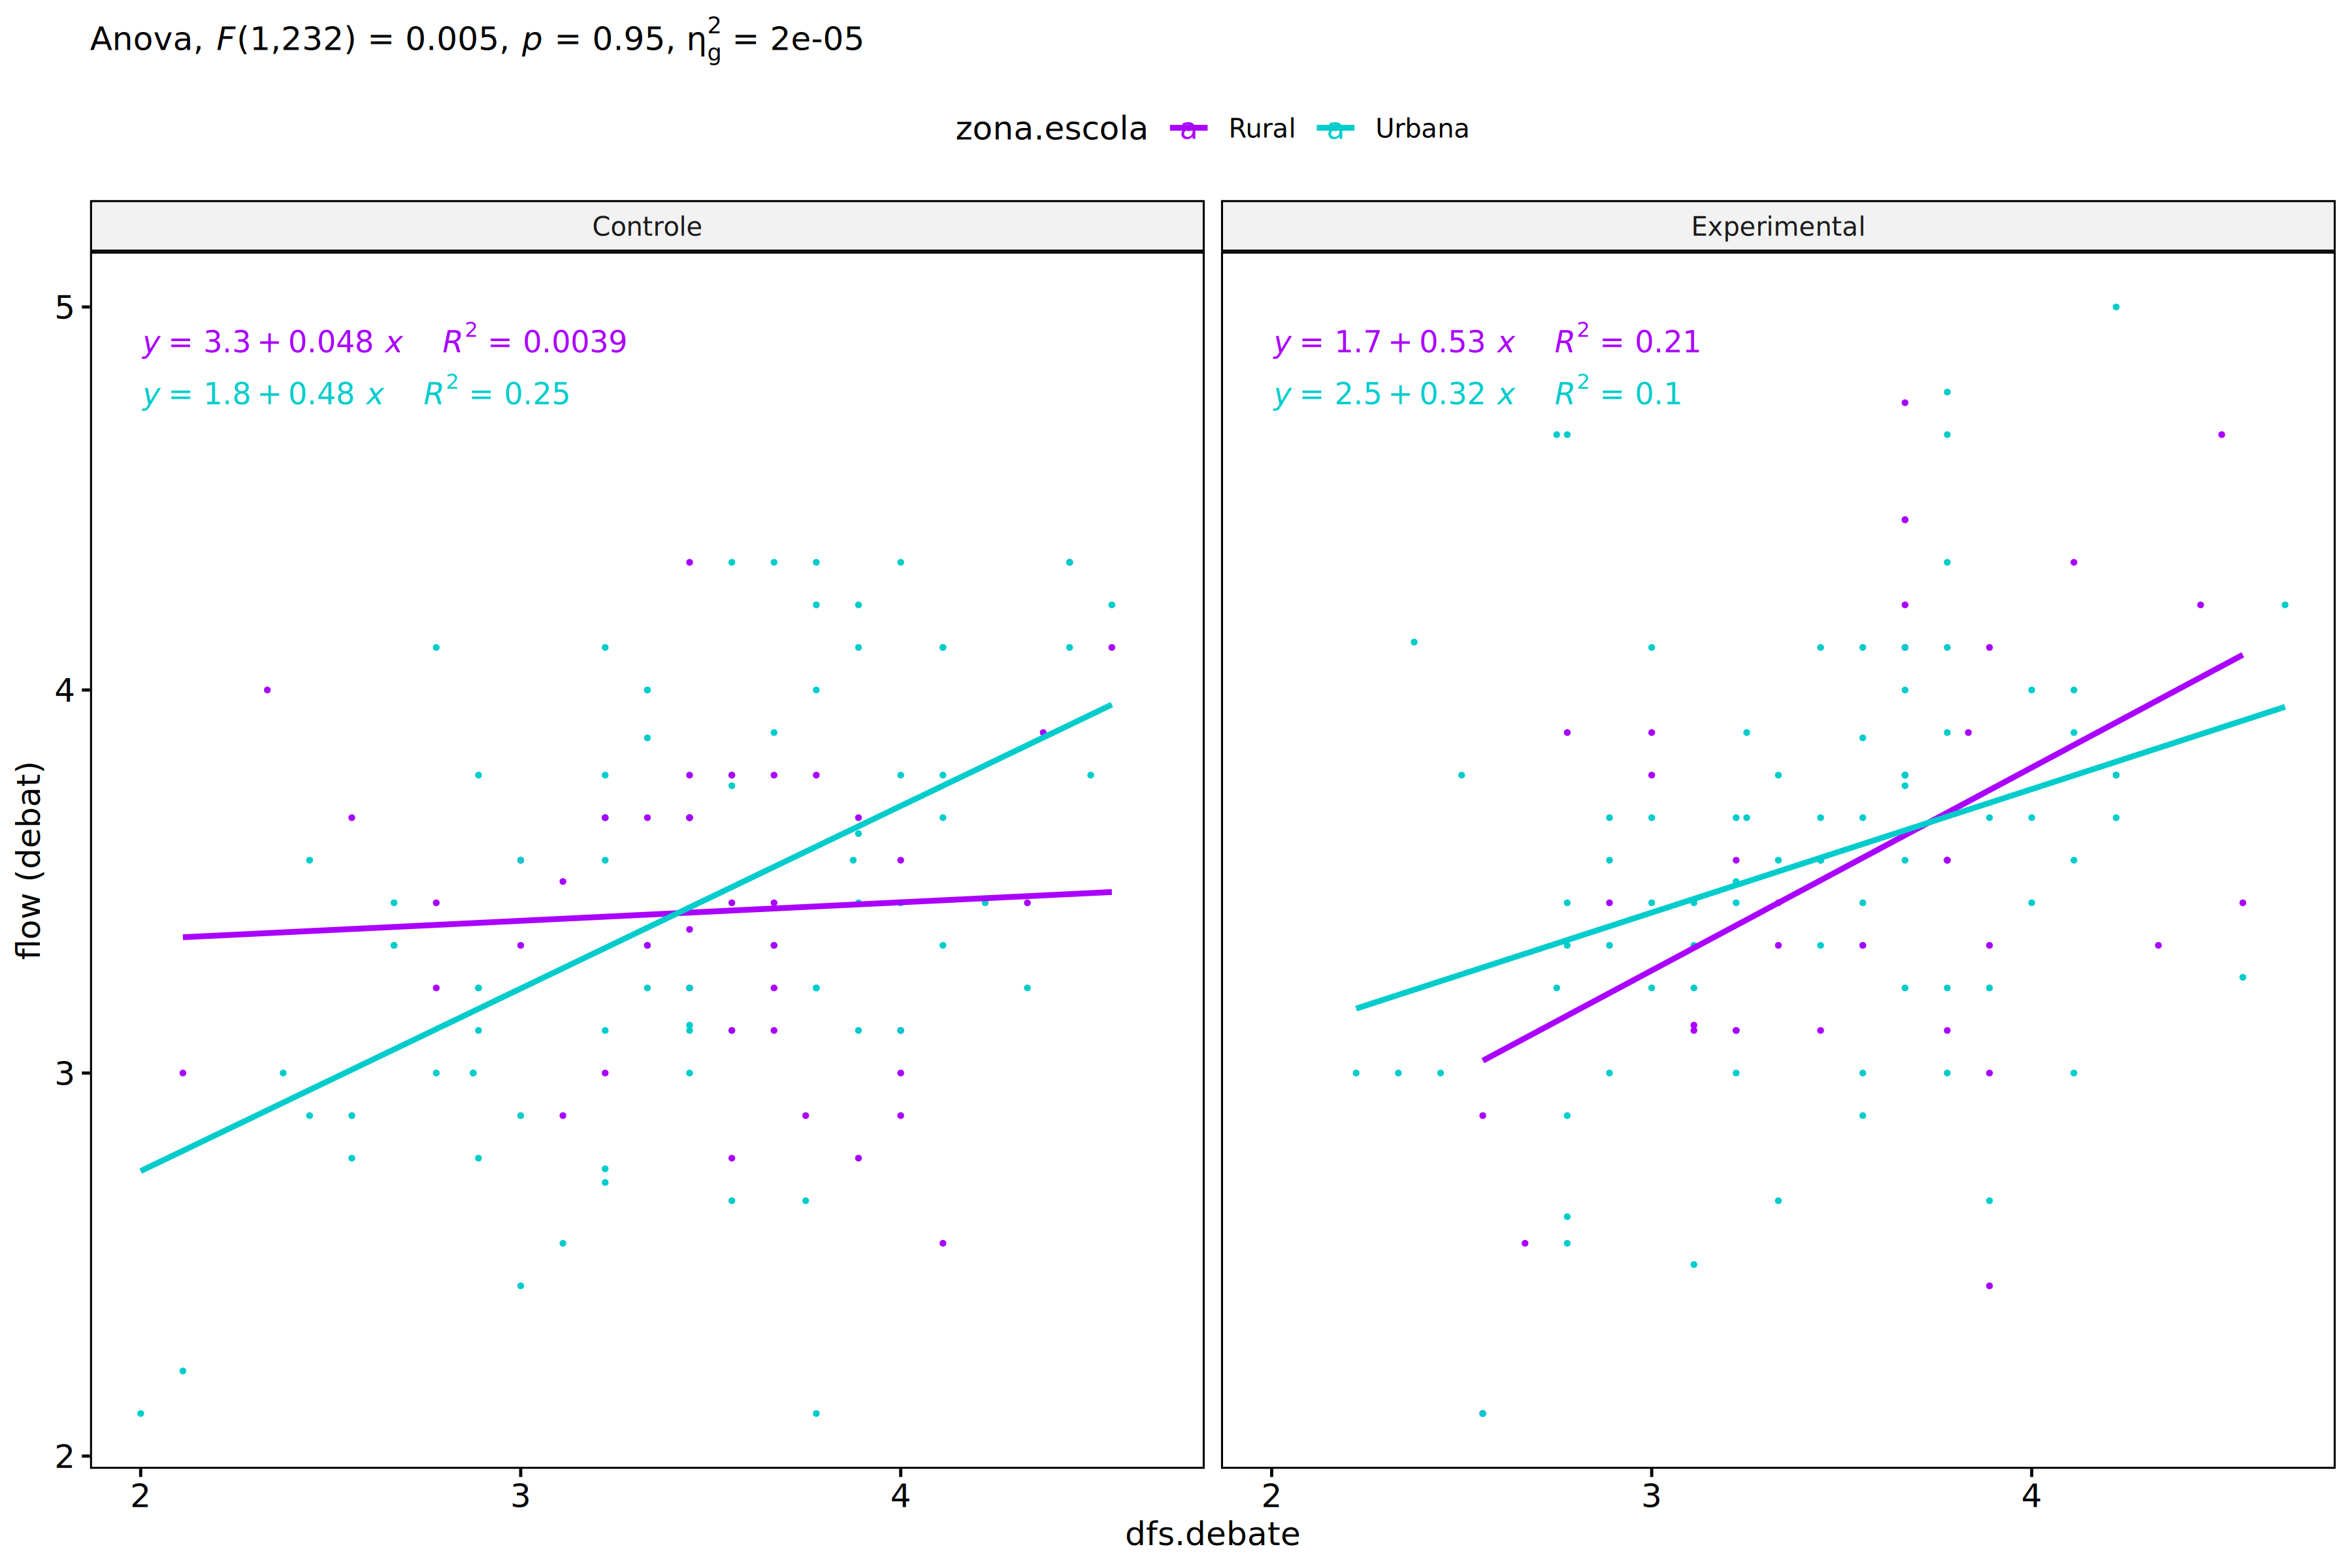 Anova, F(1,232) = 0.005, p = 0.95, η²g = 2e-05
zona.escola a Rural a Urbana
Controle
Experimental
y = 3.3 + 0.048 x R² = 0.0039
y = 1.8 + 0.48 x R² = 0.25
y = 1.7 + 0.53 x R² = 0.21
y = 2.5 + 0.32 x R² = 0.1
flow (debat)
5
4
3
2
2 3 4
2 3 4
dfs.debate